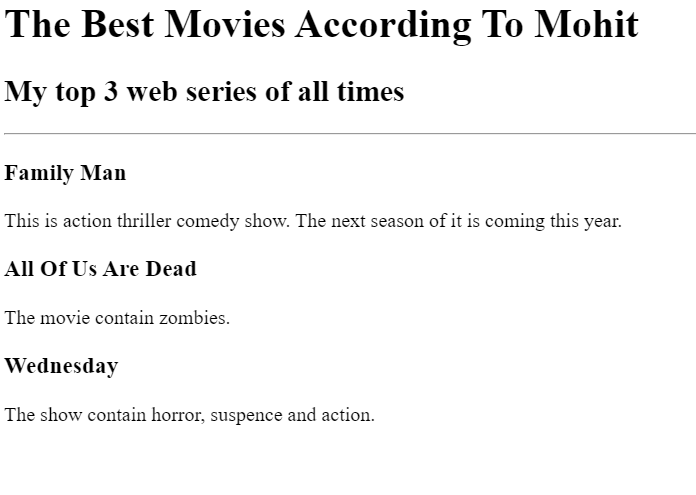 The Best Movies According To Mohit
My top 3 web series of all times
Family Man
This is action thriller comedy show. The next season of it is coming this year.
All Of Us Are Dead
The movie contain zombies.
Wednesday
The show contain horror, suspence and action.